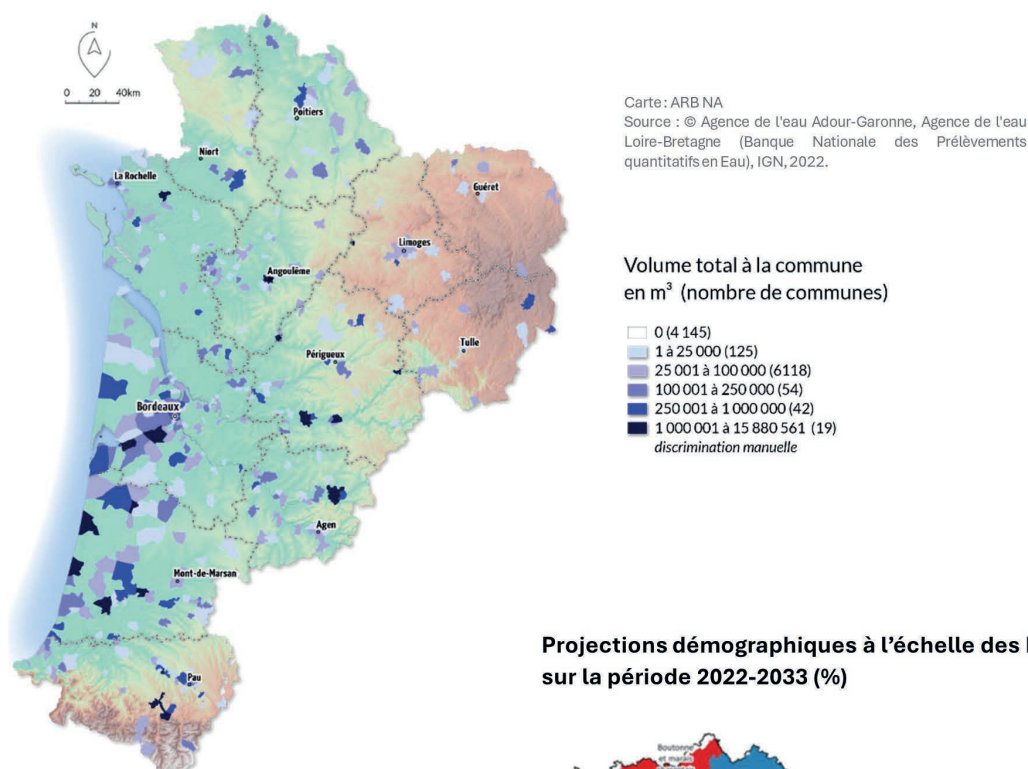 N
0 20 40km
Poitiers
Niort
La Rochelle
Guéret
Limoges
Angoulême
Périgueux
Tulle
Bordeaux
Agen
Mont-de-Marsan
Pau
Carte : ARB NA
Source : © Agence de l'eau Adour-Garonne, Agence de l'eau
Loire-Bretagne (Banque Nationale des Prélèvements
quantitatifs en Eau), IGN, 2022.
Volume total à la commune
en m³ (nombre de communes)
0 (4 145)
1 à 25 000 (125)
25 001 à 100 000 (6118)
100 001 à 250 000 (54)
250 001 à 1 000 000 (42)
1 000 001 à 15 880 561 (19)
discrimination manuelle
Projections démographiques à l'échelle des
sur la période 2022-2033 (%)
Boutonne
et marais